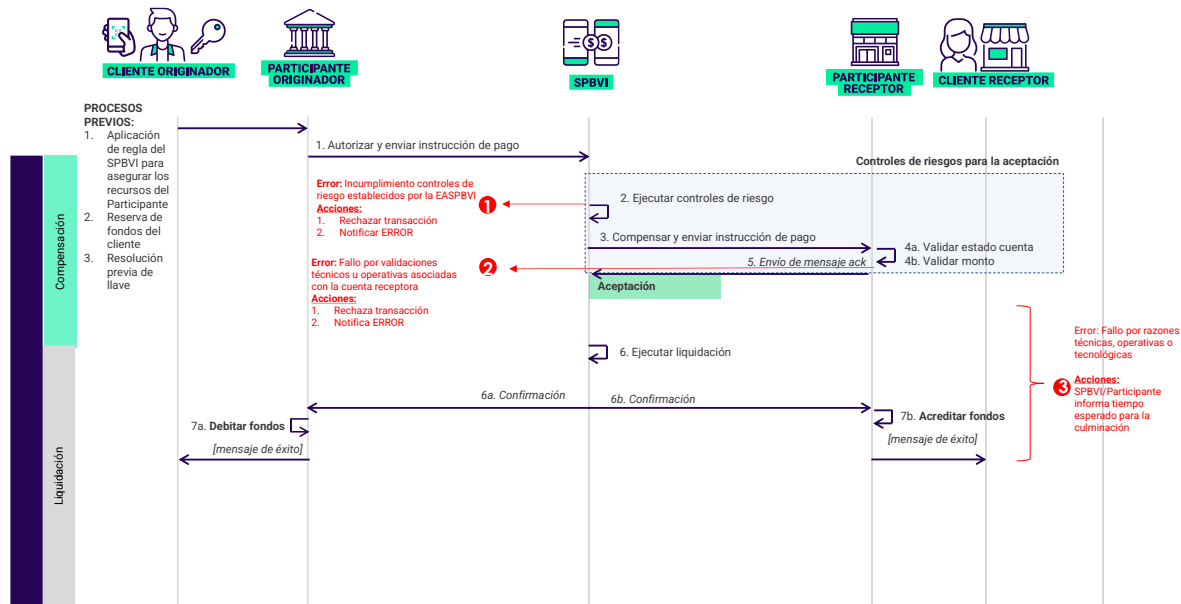 CLIENTE ORIGINADOR
PARTICIPANTE
ORIGINADOR
SPBVI
PARTICIPANTE
RECEPTOR
CLIENTE RECEPTOR
PROCESOS
PREVIOS:
1. Aplicación
de regla del
SPBVI para
asegurar los
recursos del
Participante
2. Reserva de
fondos del
cliente
3. Resolución
previa de
llave
Compensación
Liquidación
1. Autorizar y enviar instrucción de pago
Controles de riesgos para la aceptación
Error: Incumplimiento controles de
riesgo establecidos por la EASPBVI
Acciones:
1. Rechazar transacción
2. Notificar ERROR
1
2. Ejecutar controles de riesgo
3. Compensar y enviar instrucción de pago
4a. Validar estado cuenta
4b. Validar monto
Error: Fallo por validaciones
técnicos u operativas asociadas
con la cuenta receptora
Acciones:
1. Rechaza transacción
2. Notifica ERROR
2
5. Envío de mensaje ack
Aceptación
6. Ejecutar liquidación
6a. Confirmación
6b. Confirmación
7a. Debitar fondos
[mensaje de éxito]
7b. Acreditar fondos
[mensaje de éxito]
Error: Fallo por razones
técnicas, operativas o
tecnológicas
3
Acciones:
SPBVI/Participante
informa tiempo
esperado para la
culminación